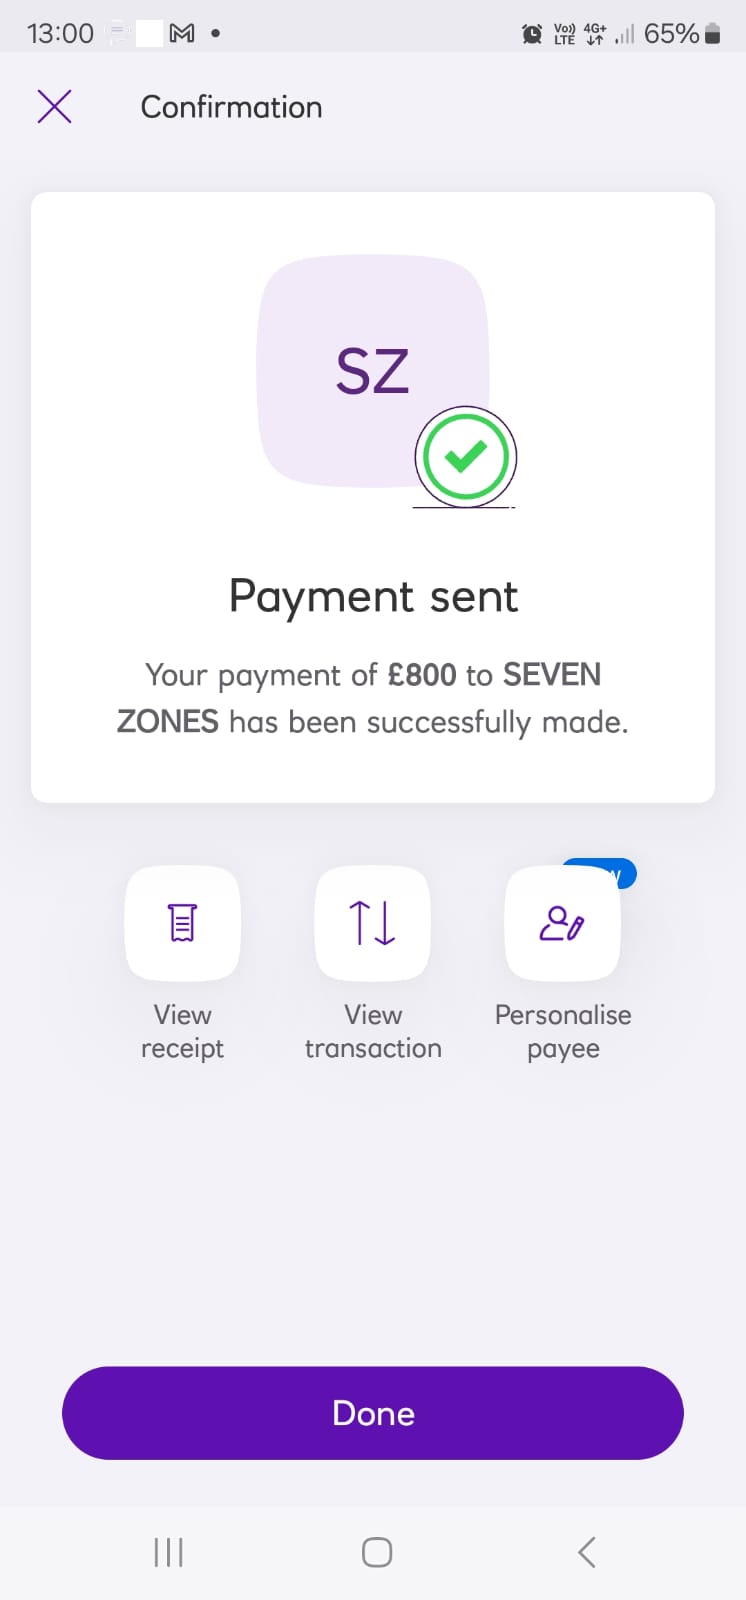 13:00
Vo)) 4G+ 65%
LTE
Confirmation
SZ
Payment sent
Your payment of £800 to SEVEN
ZONES has been successfully made.
View
receipt
View
transaction
Personalise
payee
Done